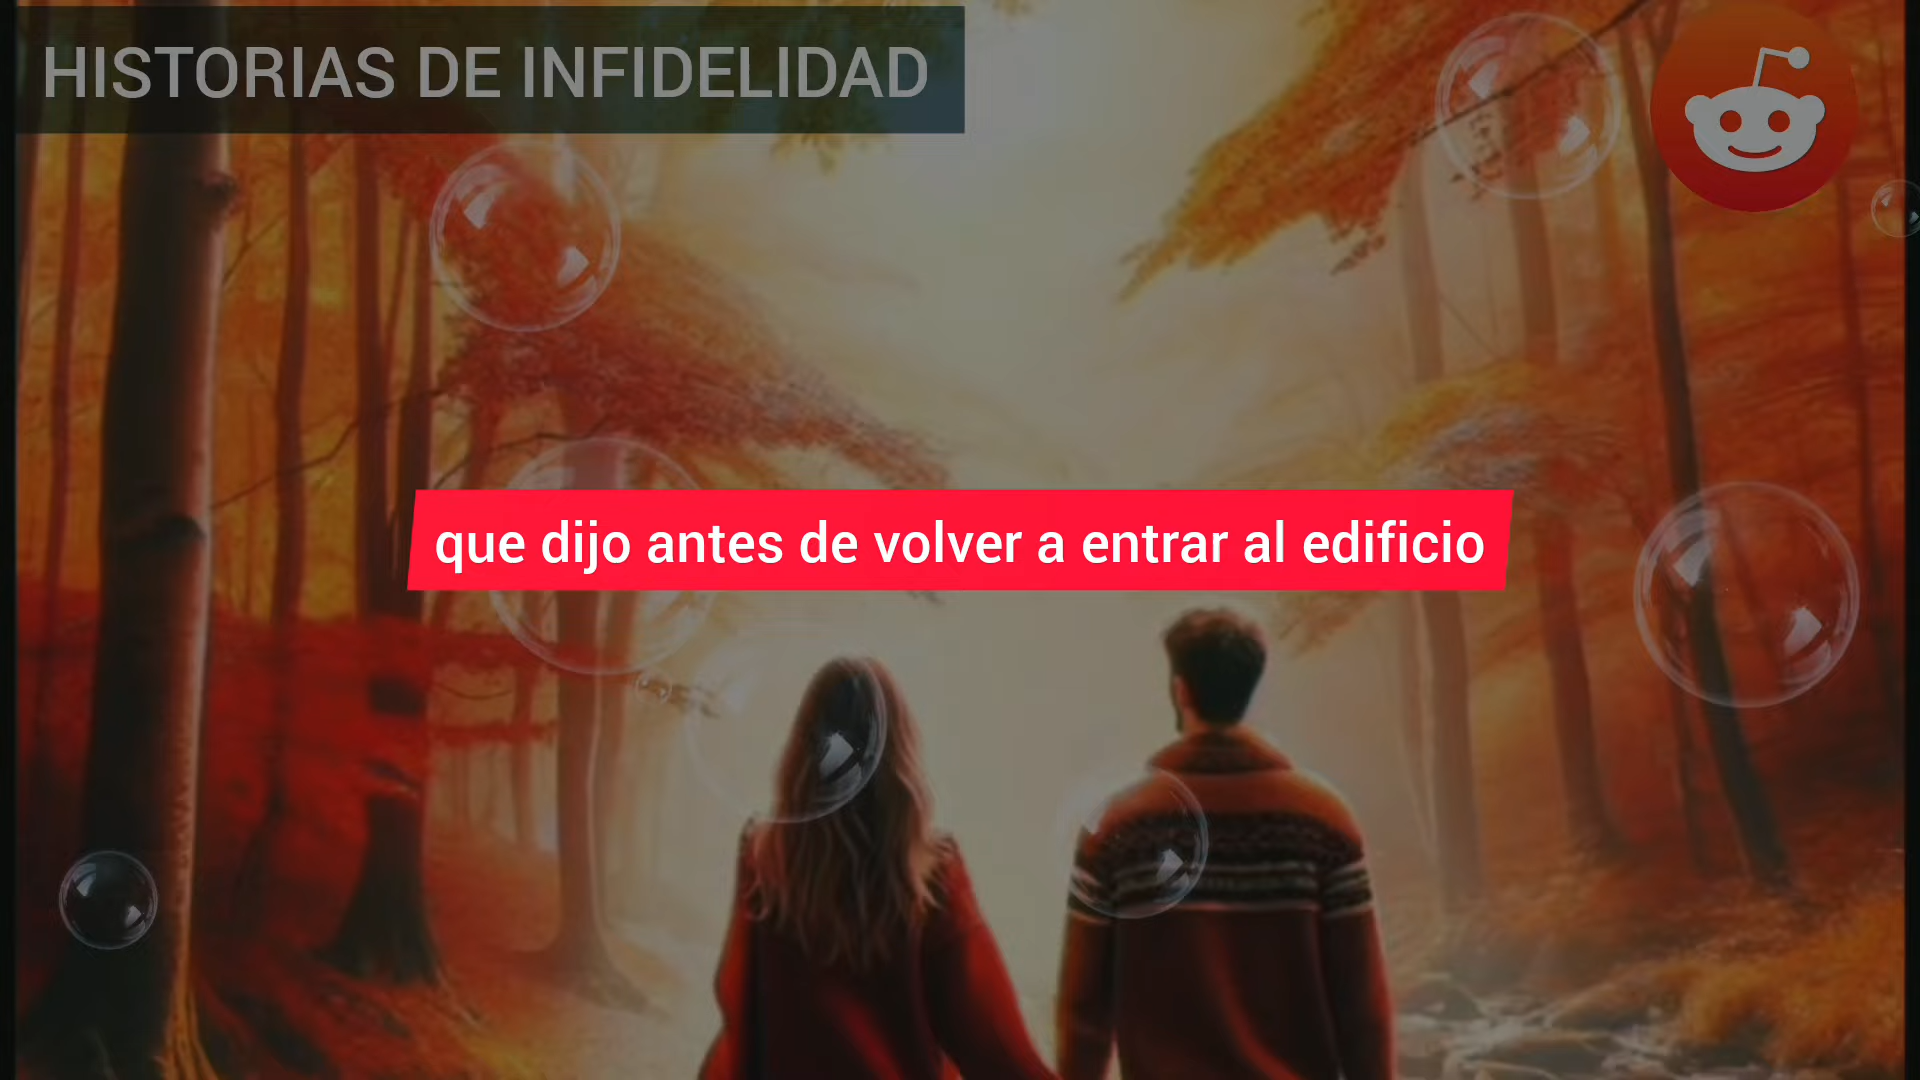 HISTORIAS DE INFIDELIDAD
que dijo antes de volver a entrar al edificio